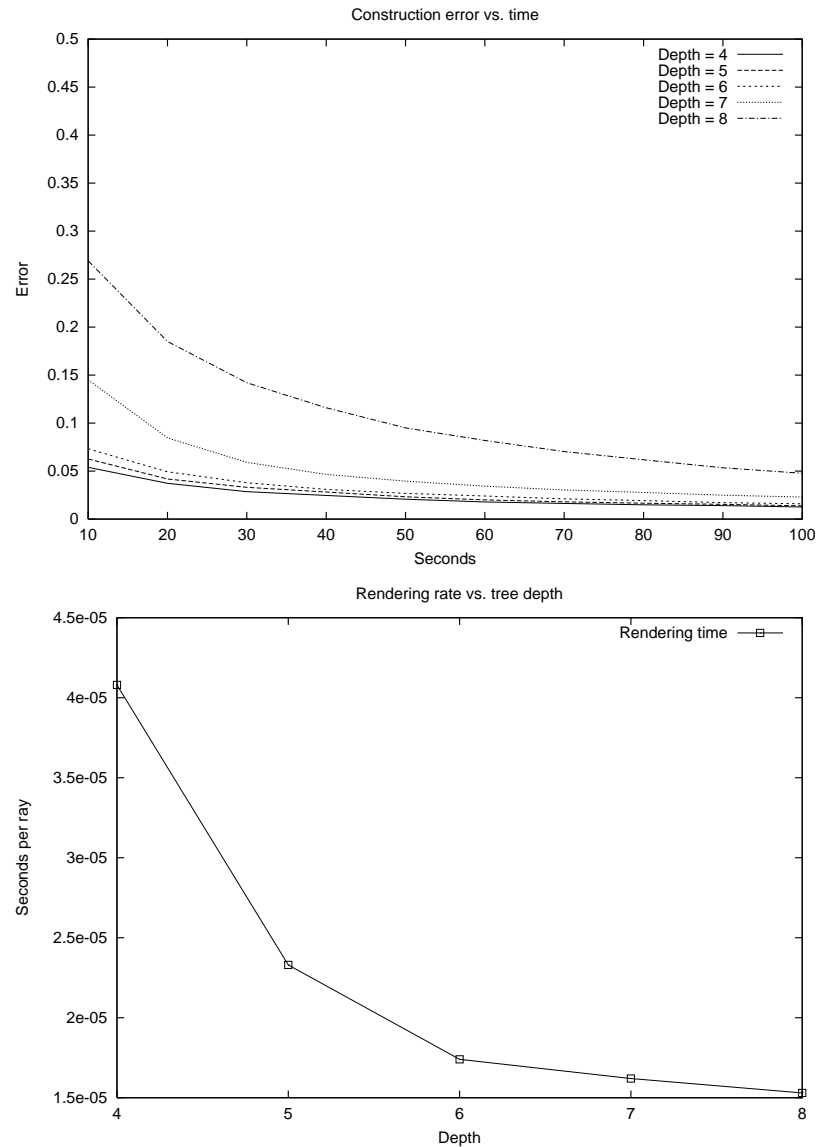 Construction error vs. time
0.5
0.45
0.4
0.35
0.3
0.25
0.2
0.15
0.1
0.05
0
Error
Depth = 4
Depth = 5
Depth = 6
Depth = 7
Depth = 8
10 20 30 40 50 60 70 80 90 100
Seconds
Rendering rate vs. tree depth
4.5e-05
4e-05
3.5e-05
3e-05
2.5e-05
2e-05
1.5e-05
Seconds per ray
Rendering time
4 5 6 7 8
Depth